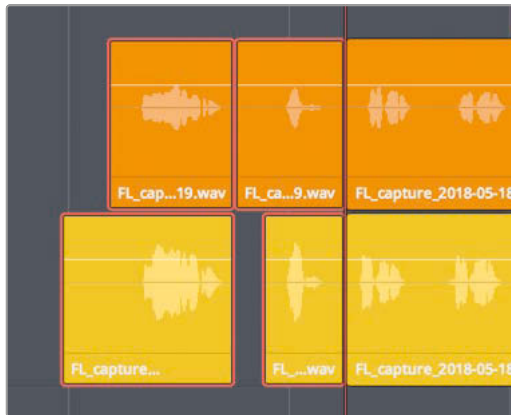 FL_cap...19.wav
FL_ca...9.wav
FL_capture_2018-05-18
FL_capture...
FL_...wav
FL_capture_2018-05-18